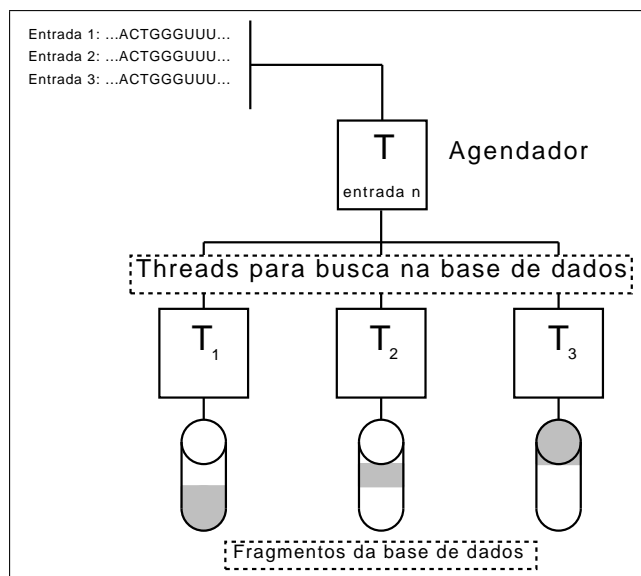 Entrada 1: ...ACTGGGUUU...
Entrada 2: ...ACTGGGUUU...
Entrada 3: ...ACTGGGUUU...
T
entrada n
Agendador
Threads para busca na base de dados
T1
T2
T3
Fragmentos da base de dados